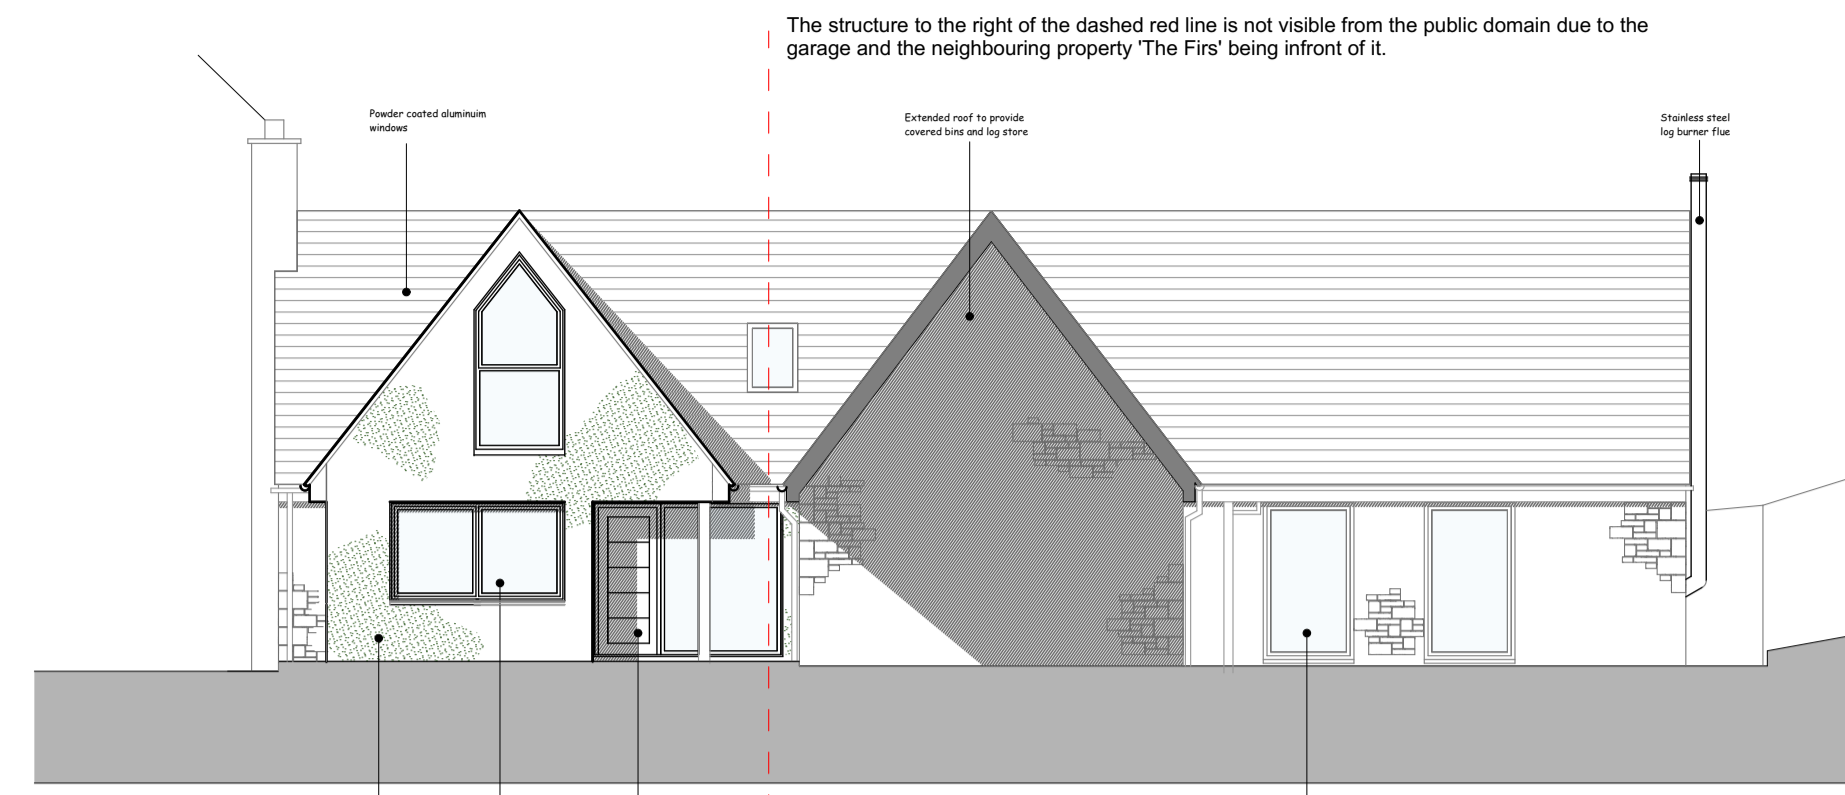 The structure to the right of the dashed red line is not visible from the public domain due to the
garage and the neighbouring property 'The Firs' being infront of it.
Powder coated aluminuim
windows
Extended roof to provide
covered bins and log store
Stainless steel
log burner flue